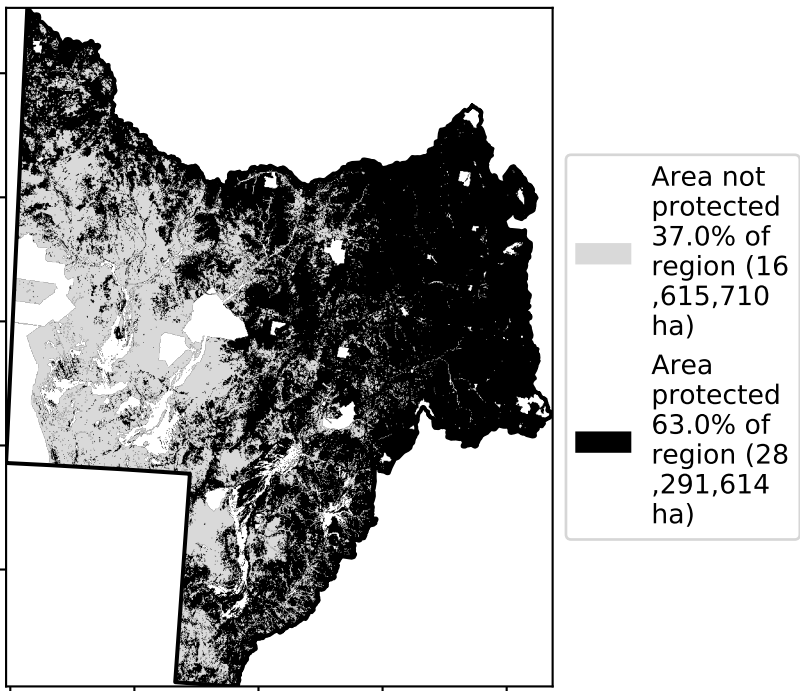 Area not
protected
37.0% of
region (16
,615,710
ha)
Area
protected
63.0% of
region (28
,291,614
ha)